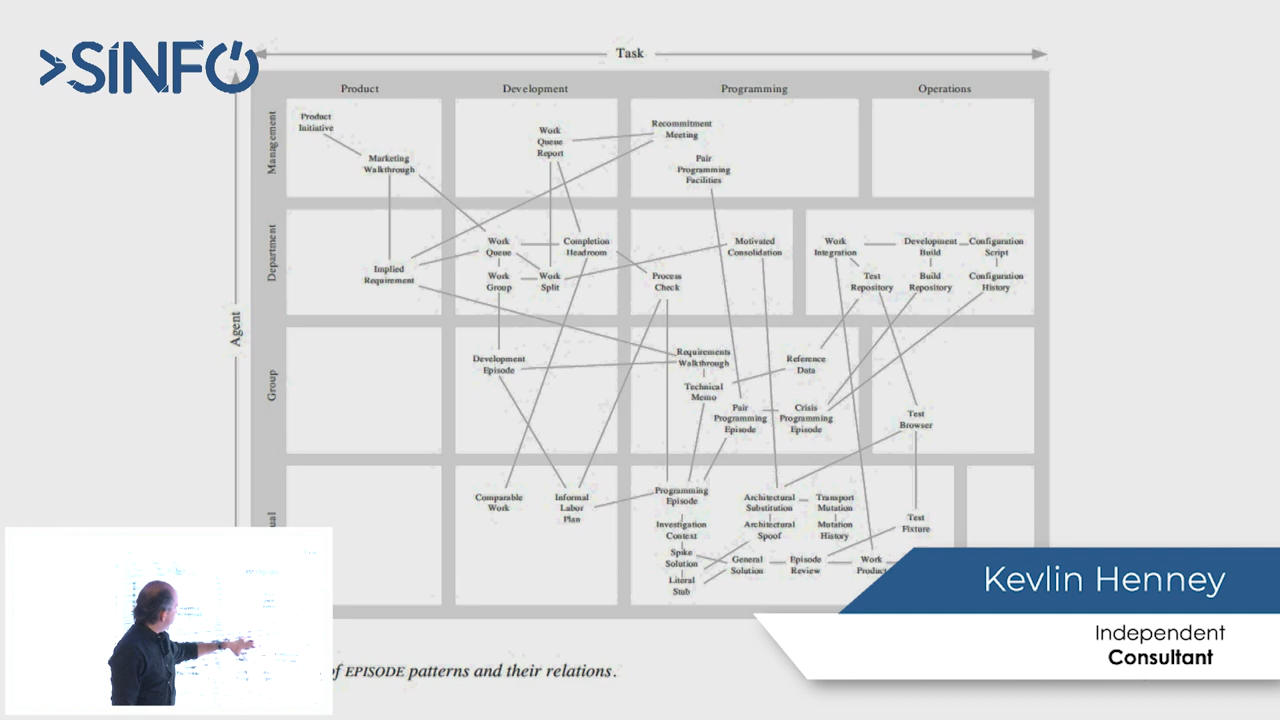 >SINFO
Task
Product
Development
Programming
Operations
Management
Product
Initiative
Marketing
Walkthrough
Work
Queue
Report
Recommitment
Meeting
Pair
Programming
Facilities
Agent
Department
Implied
Requirement
Work
Queue
Completion
Headroom
Work
Group
Work
Split
Motivated
Consolidation
Process
Check
Work
Integration
Development
Build
Configuration
Script
Test
Repository
Build
Repository
Configuration
History
Group
Development
Episode
Requirements
Walkthrough
Reference
Data
Technical
Memo
Pair
Programming
Episode
Crisis
Programming
Episode
Test
Browser
Comparable
Work
Informal
Labor
Plan
Programming
Episode
Investigation
Context
Spike
Solution
Literal
Stub
Architectural
Substitution
Transport
Mutation
Architectural
Spoof
Mutation
History
General
Solution
Episode
Review
Work
Product
Test
Fixture
of EPISODE patterns and their relations.
Kevlin Henney
Independent
Consultant